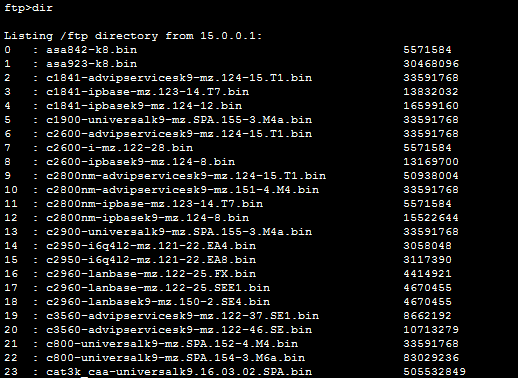 ftp>dir
Listing /ftp directory from 15.0.0.1:
0 : asa842-k8.bin 5571584
1 : asa923-k8.bin 30468096
2 : c1841-advipservicesk9-mz.124-15.T1.bin 33591768
3 : c1841-ipbase-mz.123-14.T7.bin 13832032
4 : c1841-ipbasek9-mz.124-12.bin 16599160
5 : c1900-universalk9-mz.SPA.155-3.M4a.bin 33591768
6 : c2600-advipservicesk9-mz.124-15.T1.bin 33591768
7 : c2600-i-mz.122-28.bin 5571584
8 : c2600-ipbasek9-mz.124-8.bin 13169700
9 : c2800nm-advipservicesk9-mz.124-15.T1.bin 50938004
10 : c2800nm-advipservicesk9-mz.151-4.M4.bin 33591768
11 : c2800nm-ipbase-mz.123-14.T7.bin 5571584
12 : c2800nm-ipbasek9-mz.124-8.bin 15522644
13 : c2900-universalk9-mz.SPA.155-3.M4a.bin 33591768
14 : c2950-i6q4l2-mz.121-22.EA4.bin 3058048
15 : c2950-i6q4l2-mz.121-22.EA8.bin 3117390
16 : c2960-lanbase-mz.122-25.FX.bin 4414921
17 : c2960-lanbase-mz.122-25.SEE1.bin 4670455
18 : c2960-lanbasek9-mz.150-2.SE4.bin 4670455
19 : c3560-advipservicesk9-mz.122-37.SE1.bin 8662192
20 : c3560-advipservicesk9-mz.122-46.SE.bin 10713279
21 : c800-universalk9-mz.SPA.152-4.M4.bin 33591768
22 : c800-universalk9-mz.SPA.154-3.M6a.bin 83029236
23 : cat3k_caa-universalk9.16.03.02.SPA.bin 505532849